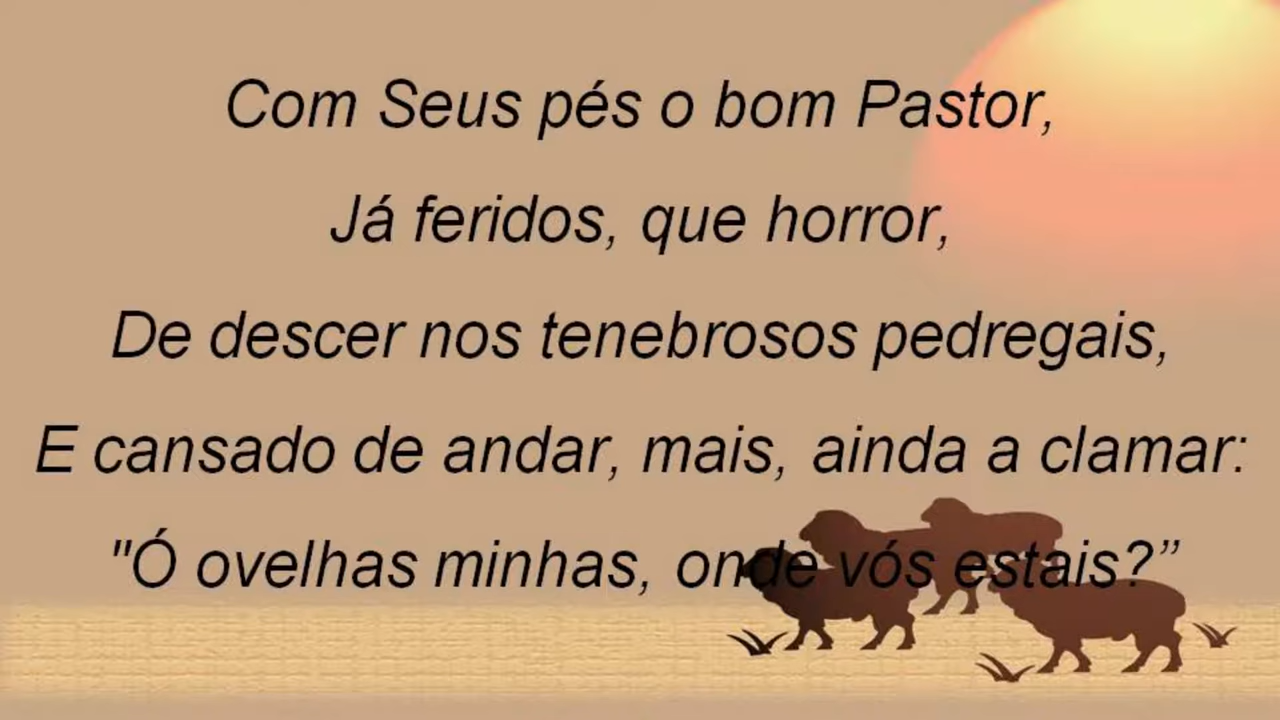 Com Seus pés o bom Pastor,
Já feridos, que horror,
De descer nos tenebrosos pedregais,
E cansado de andar, mais, ainda a clamar:
"Ó ovelhas minhas, onde vós estais?”